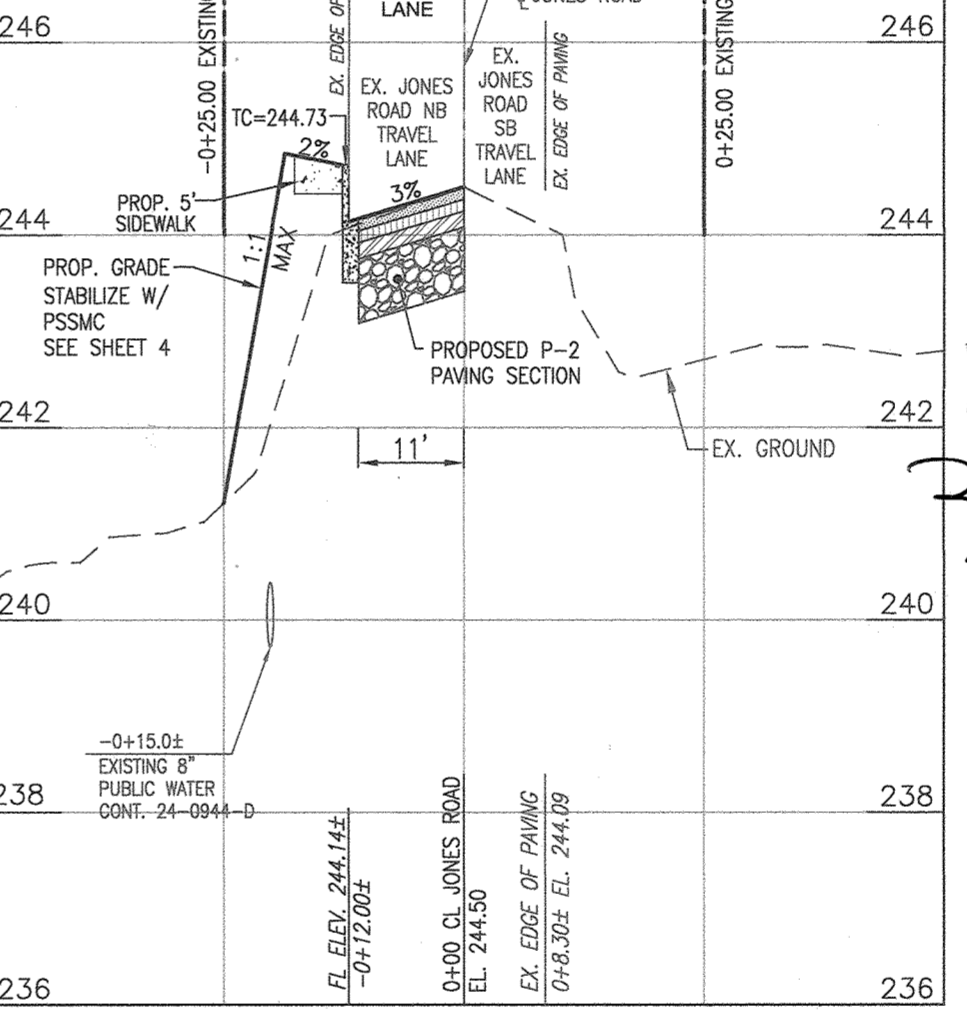 LANE
JONES ROAD
246
246
-0+25.00 EXISTING
EX. EDGE OF
EX. JONES
ROAD NB
TRAVEL
LANE
EX.
JONES
ROAD
SB
TRAVEL
LANE
EX. EDGE OF PAVING
0+25.00 EXISTING
TC=244.73
2%
3%
PROP. 5'
SIDEWALK
244
244
1:1
MAX
PROP. GRADE
STABILIZE W/
PSSMC
SEE SHEET 4
PROPOSED P-2
PAVING SECTION
242
242
11'
EX. GROUND
240
240
-0+15.0±
EXISTING 8"
PUBLIC WATER
CONT. 24-0944-D
238
238
FL ELEV. 244.14±
-0+12.00±
0+00 CL JONES ROAD
EL. 244.50
EX. EDGE OF PAVING
0+8.30± EL. 244.09
236
236